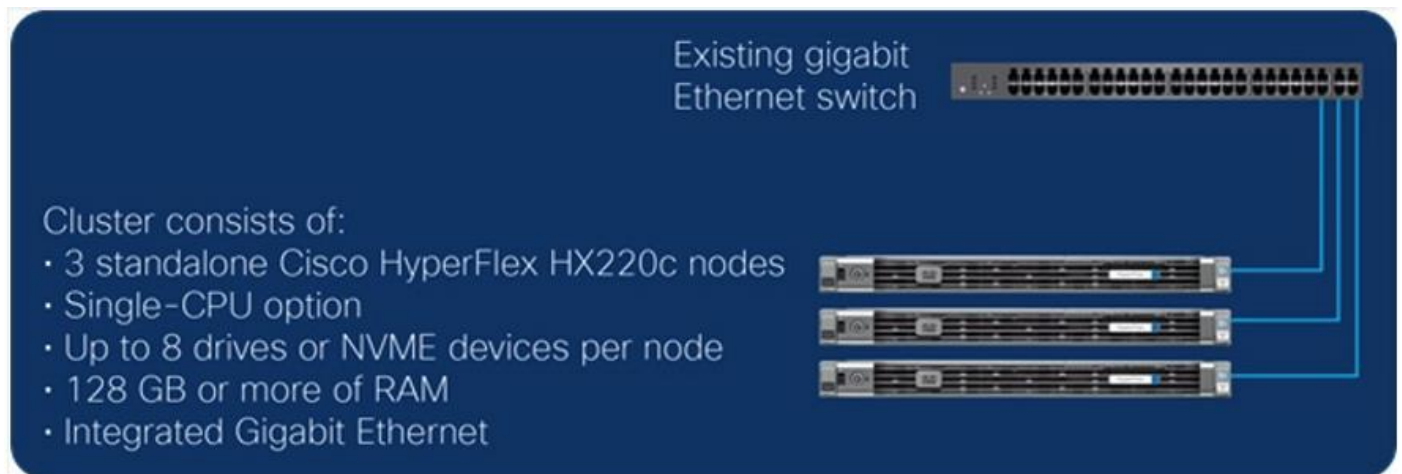 Existing gigabit
Ethernet switch
Cluster consists of:
· 3 standalone Cisco HyperFlex HX220c nodes
· Single-CPU option
· Up to 8 drives or NVME devices per node
· 128 GB or more of RAM
· Integrated Gigabit Ethernet